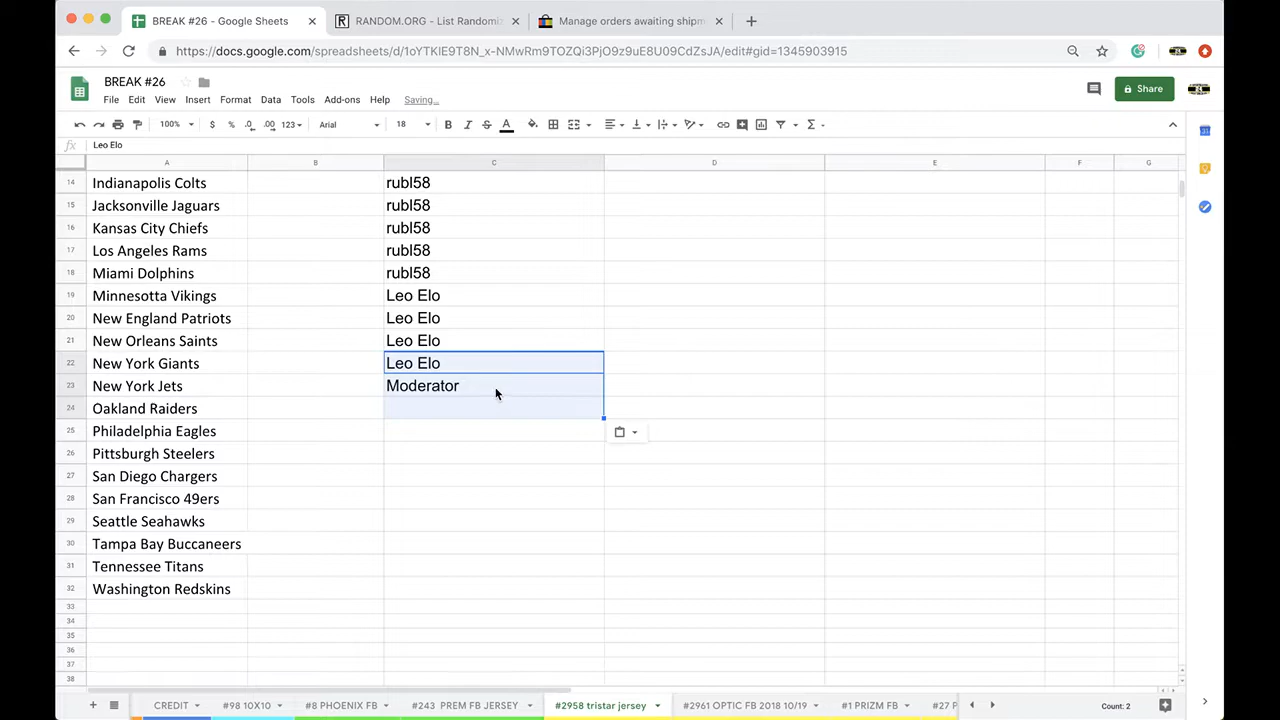 BREAK #26 - Google Sheets
RANDOM.ORG - List Randomiz
Manage orders awaiting shipm
https://docs.google.com/spreadsheets/d/1oYTKIE9T8N_x-NMwRm9TOZQi3PjO9z9uE8U09CdZsJA/edit#gid=1345903915
BREAK #26
File Edit View Insert Format Data Tools Add-ons Help Saving...
Share
100% $ % .0 .00 123 Arial 18 B I S A
fx Leo Elo
A B C D E F G
14 Indianapolis Colts rubl58
15 Jacksonville Jaguars rubl58
16 Kansas City Chiefs rubl58
17 Los Angeles Rams rubl58
18 Miami Dolphins rubl58
19 Minnesotta Vikings Leo Elo
20 New England Patriots Leo Elo
21 New Orleans Saints Leo Elo
22 New York Giants Leo Elo
23 New York Jets Moderator
24 Oakland Raiders
25 Philadelphia Eagles
26 Pittsburgh Steelers
27 San Diego Chargers
28 San Francisco 49ers
29 Seattle Seahawks
30 Tampa Bay Buccaneers
31 Tennessee Titans
32 Washington Redskins
33
34
35
36
37
38
CREDIT #98 10X10 #8 PHOENIX FB #243 PREM FB JERSEY #2958 tristar jersey #2961 OPTIC FB 2018 10/19 #1 PRIZM FB #27 P Count: 2